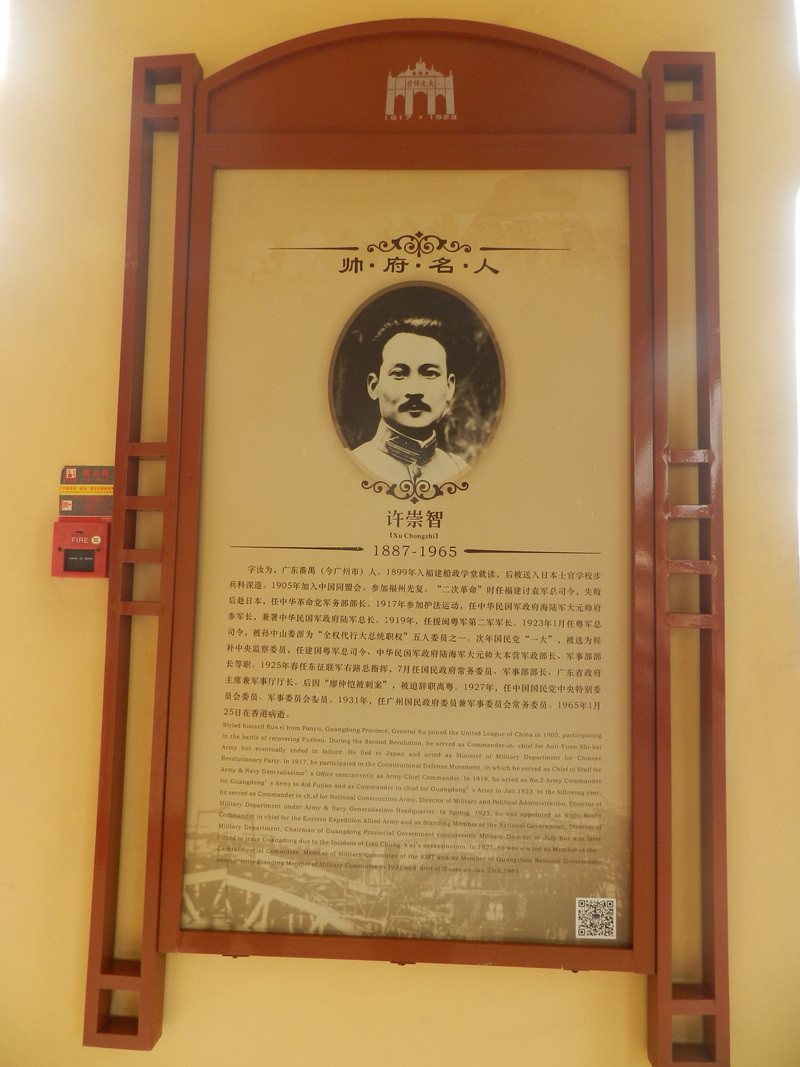 大元帥府
1917 • 1923
帅·府·名·人
许崇智
[Xu Chongzhi]
1887-1965
字汝为，广东番禺（今广州市）人。1899年入福建船政学堂就读，后被送入日本士官学校步
兵科深造。1905年加入中国同盟会。参加福州光复。“二次革命”时任福建讨袁军总司令，失败
后赴日本，任中华革命党军务部部长。1917年参加护法运动，任中华民国军政府海陆军大元帅府
参军长，兼署中华民国军政府陆军总长。1919年，任援闽粤军第二军军长。1923年1月任粤军总
司令，被孙中山委派为“全权代行大总统职权”五人委员之一。次年国民党“一大”，被选为候
补中央监察委员，任建国粤军总司令、中华民国军政府陆海军大元帅大本营军政部长、军事部部
长等职。1925年春任东征联军右路总指挥，7月任国民政府常务委员、军事部部长、广东省政府
主席兼军事厅厅长。后因“廖仲恺被刺案”，被迫辞职离粤。1927年，任中国国民党中央特别委
员会委员、军事委员会委员。1931年，任广州国民政府委员兼军事委员会常务委员。1965年1月
25日在香港病逝。
Styled himself Ruwei from Panyu, Guangdong Province, General Xu joined the United League of China in 1905, participating
in the battle of recovering Fuzhou. During the Second Revolution, he served as Commander-in-chief for Anti-Yuan Shi-kai
Army but eventually ended in failure. He fled to Japan and acted as Minister of Military Department for Chinese
Revolutionary Party. In 1917, he participated in the Constitutional Defense Movement, in which he served as Chief of Staff for
Army & Navy Generalissimo's Office concurrently as Army Chief Commander. In 1919, he acted as No.2 Army Commander
for Guangdong's Army to Aid Fujian and as Commander in chief for Guangdong's Army in Jan.1923. In the following year,
he served as Commander in chief for National Construction Army, Director of Military and Political Administration, Director of
Military Department under Army & Navy Generalissimo Headquarter. In Spring, 1925, he was appointed as Right Route
Commander in chief for the Eastern Expedition Allied Army and as Standing Member of the National Government, Director of
Military Department, Chairman of Guangdong Provincial Government concurrently Military Director in July, but was later
forced to leave Guangdong due to the Incident of Liao Chung-kai's assassination. In 1927, he was elected as Member of the
Central Special Committee, Member of Military Committee of the KMT and as Member of Guangzhou National Government
concurrently Standing Member of Military Committee in 1931 and died of illness on Jan.25th,1965.
FIRE